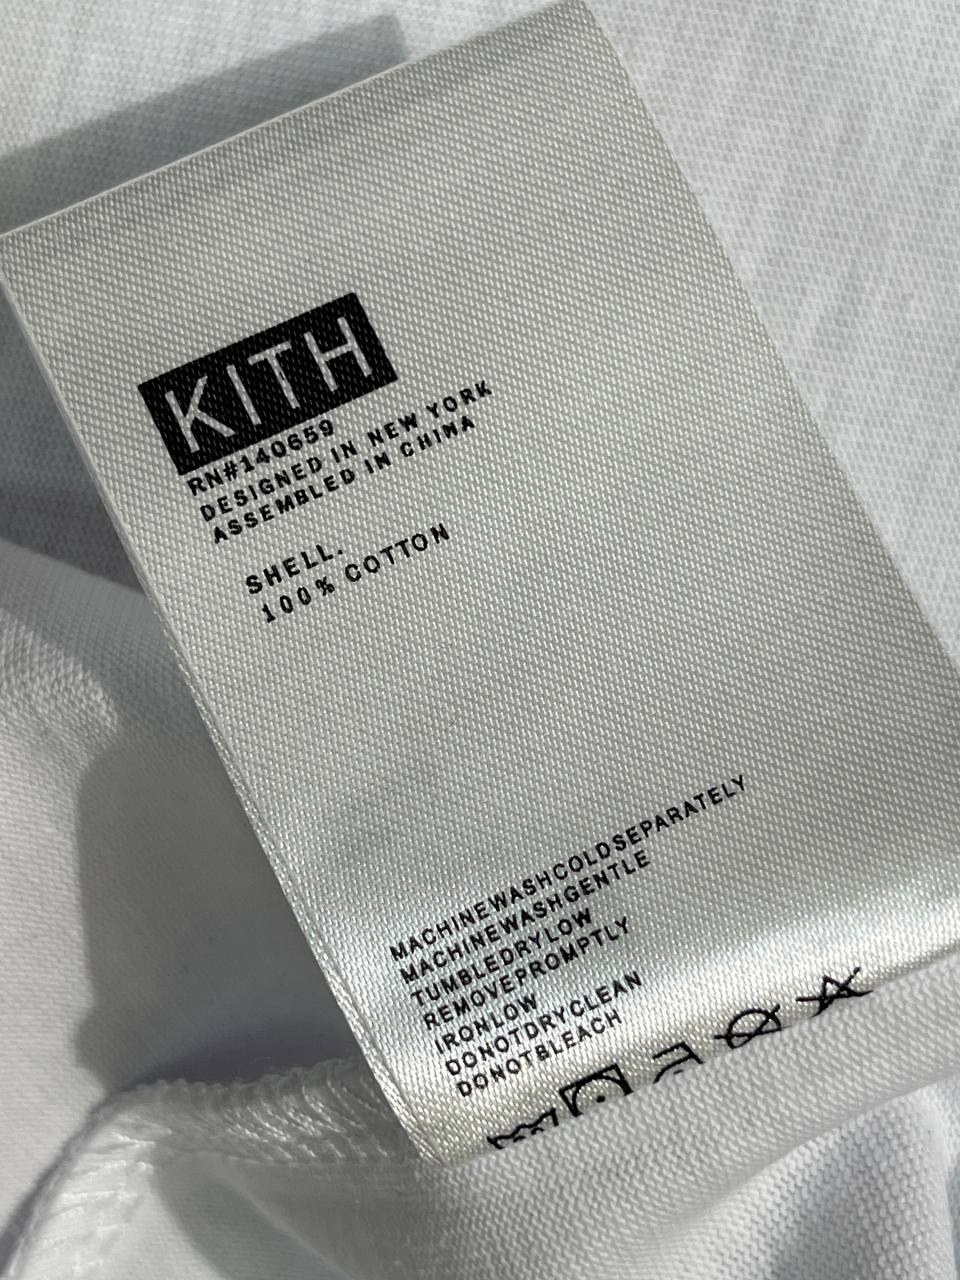 KITH
RN#140659
DESIGNED IN NEW YORK
ASSEMBLED IN CHINA
SHELL.
100% COTTON
MACHINEWASHCOLDSEPARATELY
MACHINEWASHGENTLE
TUMBLEDRYLOW
REMOVEPROMPTLY
IRONLOW
DONOTDRYCLEAN
DONOTBLEACH